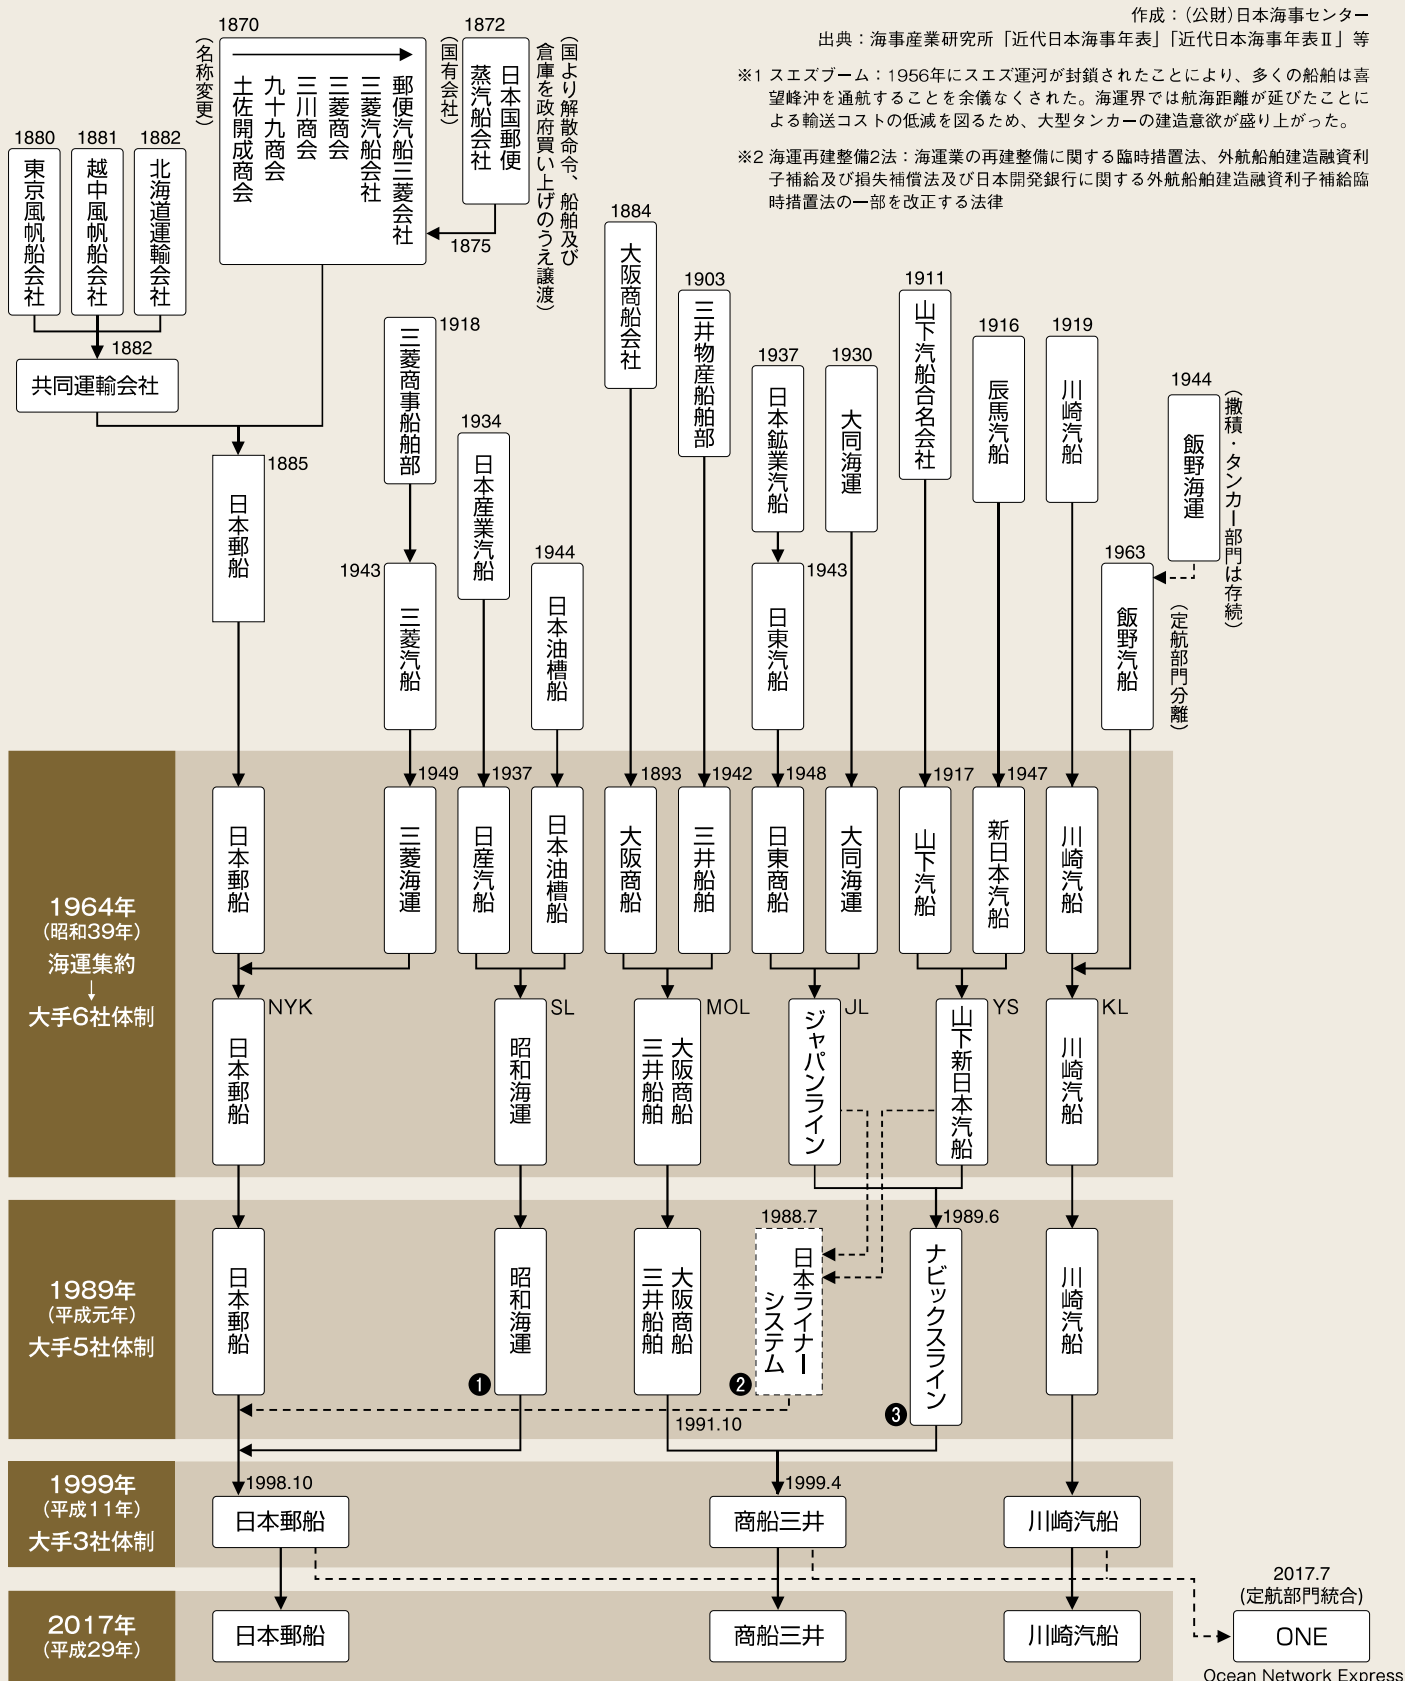 作成：(公財)日本海事センター
出典：海事産業研究所「近代日本海事年表」「近代日本海事年表Ⅱ」等
※1 スエズブーム：1956年にスエズ運河が封鎖されたことにより、多くの船舶は喜
望峰沖を通航することを余儀なくされた。海運界では航海距離が延びたことに
よる輸送コストの低減を図るため、大型タンカーの建造意欲が盛り上がった。
※2 海運再建整備2法：海運業の再建整備に関する臨時措置法、外航船舶建造融資利
子補給及び損失補償法及び日本開発銀行に関する外航船舶建造融資利子補給臨
時措置法の一部を改正する法律
1870
(名称変更)
土佐開成商会
九十九商会
三川商会
三菱商会
三菱汽船会社
郵便汽船三菱会社
1872
(国有会社)
日本国郵便
蒸汽船会社
(国より解散命令、船舶及び
倉庫を政府買い上げのうえ譲渡)
1875
1880
東京風帆船会社
1881
越中風帆船会社
1882
北海道運輸会社
1882
共同運輸会社
1885
日本郵船
1918
三菱商事船舶部
1943
三菱汽船
1934
日本産業汽船
1944
日本油槽船
1884
大阪商船会社
1903
三井物産船舶部
1937
日本鉱業汽船
1943
日東汽船
1930
大同海運
1911
山下汽船合名会社
1916
辰馬汽船
1919
川崎汽船
1944
飯野海運
(撒積・タンカー部門は存続)
1963
飯野汽船
(定航部門分離)
1964年
(昭和39年)
海運集約
↓
大手6社体制
日本郵船
1949
三菱海運
1937
日産汽船
日本油槽船
1893
大阪商船
1942
三井船舶
1948
日東商船
大同海運
1917
山下汽船
1947
新日本汽船
川崎汽船
NYK
日本郵船
SL
昭和海運
MOL
大阪商船
三井船舶
JL
ジャパンライン
YS
山下新日本汽船
KL
川崎汽船
1989年
(平成元年)
大手5社体制
日本郵船
昭和海運
❶
大阪商船
三井船舶
1988.7
日本ライナー
システム
❷
1989.6
ナビックスライン
❸
川崎汽船
1991.10
1999年
(平成11年)
大手3社体制
1998.10
日本郵船
1999.4
商船三井
川崎汽船
2017年
(平成29年)
日本郵船
商船三井
川崎汽船
2017.7
(定航部門統合)
ONE
Ocean Network Express